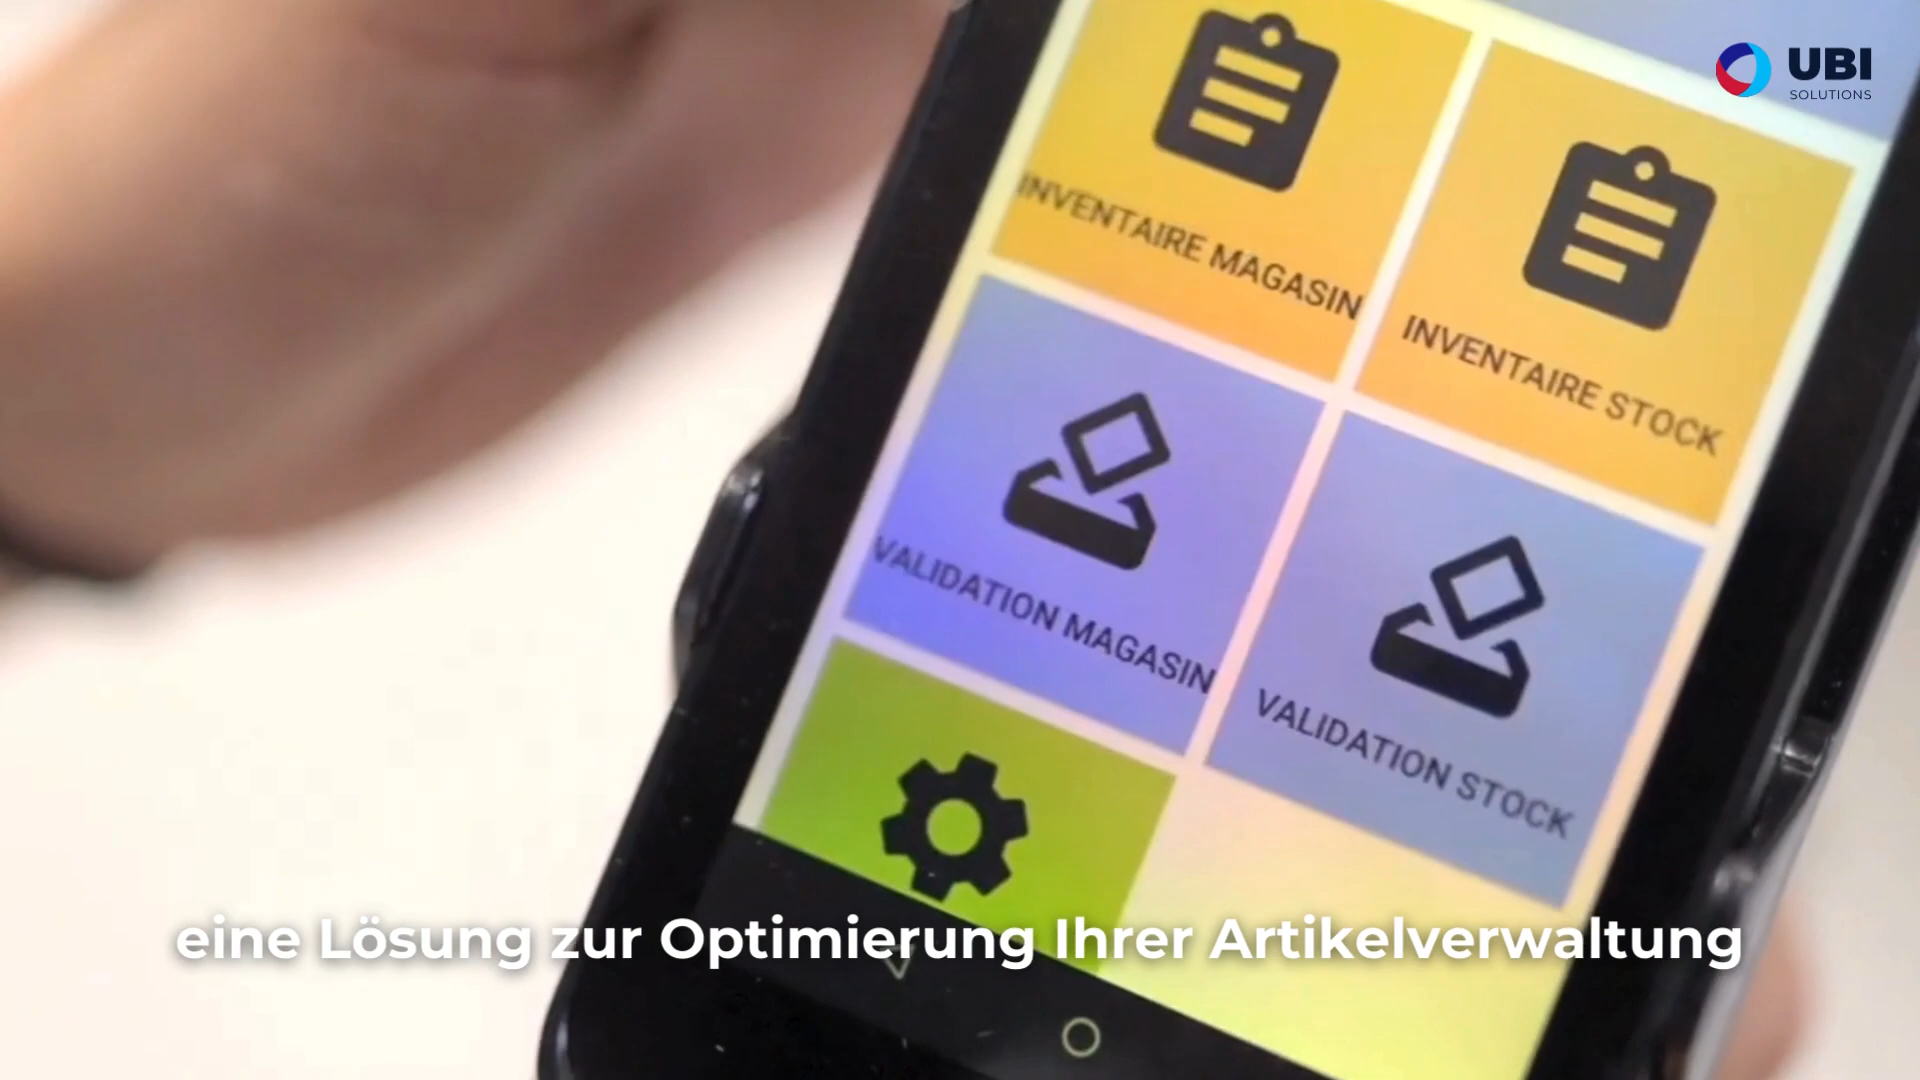 UBI
SOLUTIONS
INVENTAIRE MAGASIN
INVENTAIRE STOCK
VALIDATION MAGASIN
VALIDATION STOCK
eine Lösung zur Optimierung Ihrer Artikelverwaltung